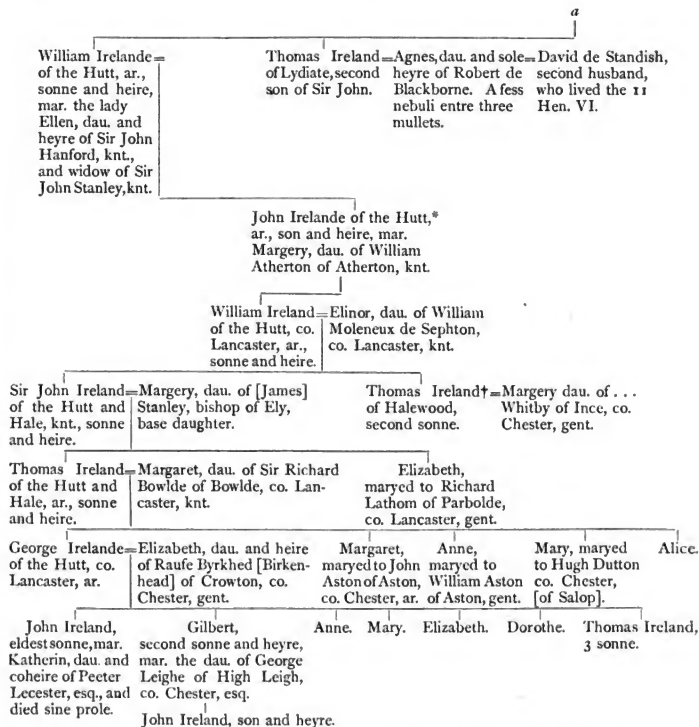 a
William Irelande=
of the Hutt, ar.,
sonne and heire,
mar. the lady
Ellen, dau. and
heyre of Sir John
Hanford, knt.,
and widow of Sir
John Stanley, knt.
Thomas Ireland=
of Lydiate, second
son of Sir John.
Agnes, dau. and sole=
heyre of Robert de
Blackborne. A fess
nebuli entre three
mullets.
David de Standish,
second husband,
who lived the 11
Hen. VI.
John Irelande of the Hutt,*
ar., son and heire, mar.
Margery, dau. of William
Atherton of Atherton, knt.
William Ireland=
of the Hutt, co.
Lancaster, ar.,
sonne and heire.
Elinor, dau. of William
Moleneux de Sephton,
co. Lancaster, knt.
Sir John Ireland=
of the Hutt and
Hale, knt., sonne
and heire.
Margery, dau. of [James]
Stanley, bishop of Ely,
base daughter.
Thomas Ireland†=
of Halewood,
second sonne.
Margery dau. of . . .
Whitby of Ince, co.
Chester, gent.
Thomas Ireland=
of the Hutt and
Hale, ar., sonne
and heire.
Margaret, dau. of Sir Richard
Bowlde of Bowlde, co. Lan-
caster, knt.
Elizabeth,
maryed to Richard
Lathom of Parbolde,
co. Lancaster, gent.
George Irelande=
of the Hutt, co.
Lancaster, ar.
Elizabeth, dau. and heire
of Raufe Byrkhed [Birken-
head] of Crowton, co.
Chester, gent.
Margaret,
maryed to John
Aston of Aston,
co. Chester, ar.
Anne,
maryed to
William Aston
of Aston, gent.
Mary, maryed
to Hugh Dutton
co. Chester,
[of Salop].
Alice.
John Ireland,
eldest sonne, mar.
Katherin, dau. and
coheire of Peeter
Lecester, esq., and
died sine prole.
Gilbert,
second sonne and heyre,
mar. the dau. of George
Leighe of High Leigh,
co. Chester, esq.
Anne.
Mary.
Elizabeth.
Dorothe.
Thomas Ireland,
3 sonne.
John Ireland, son and heyre.